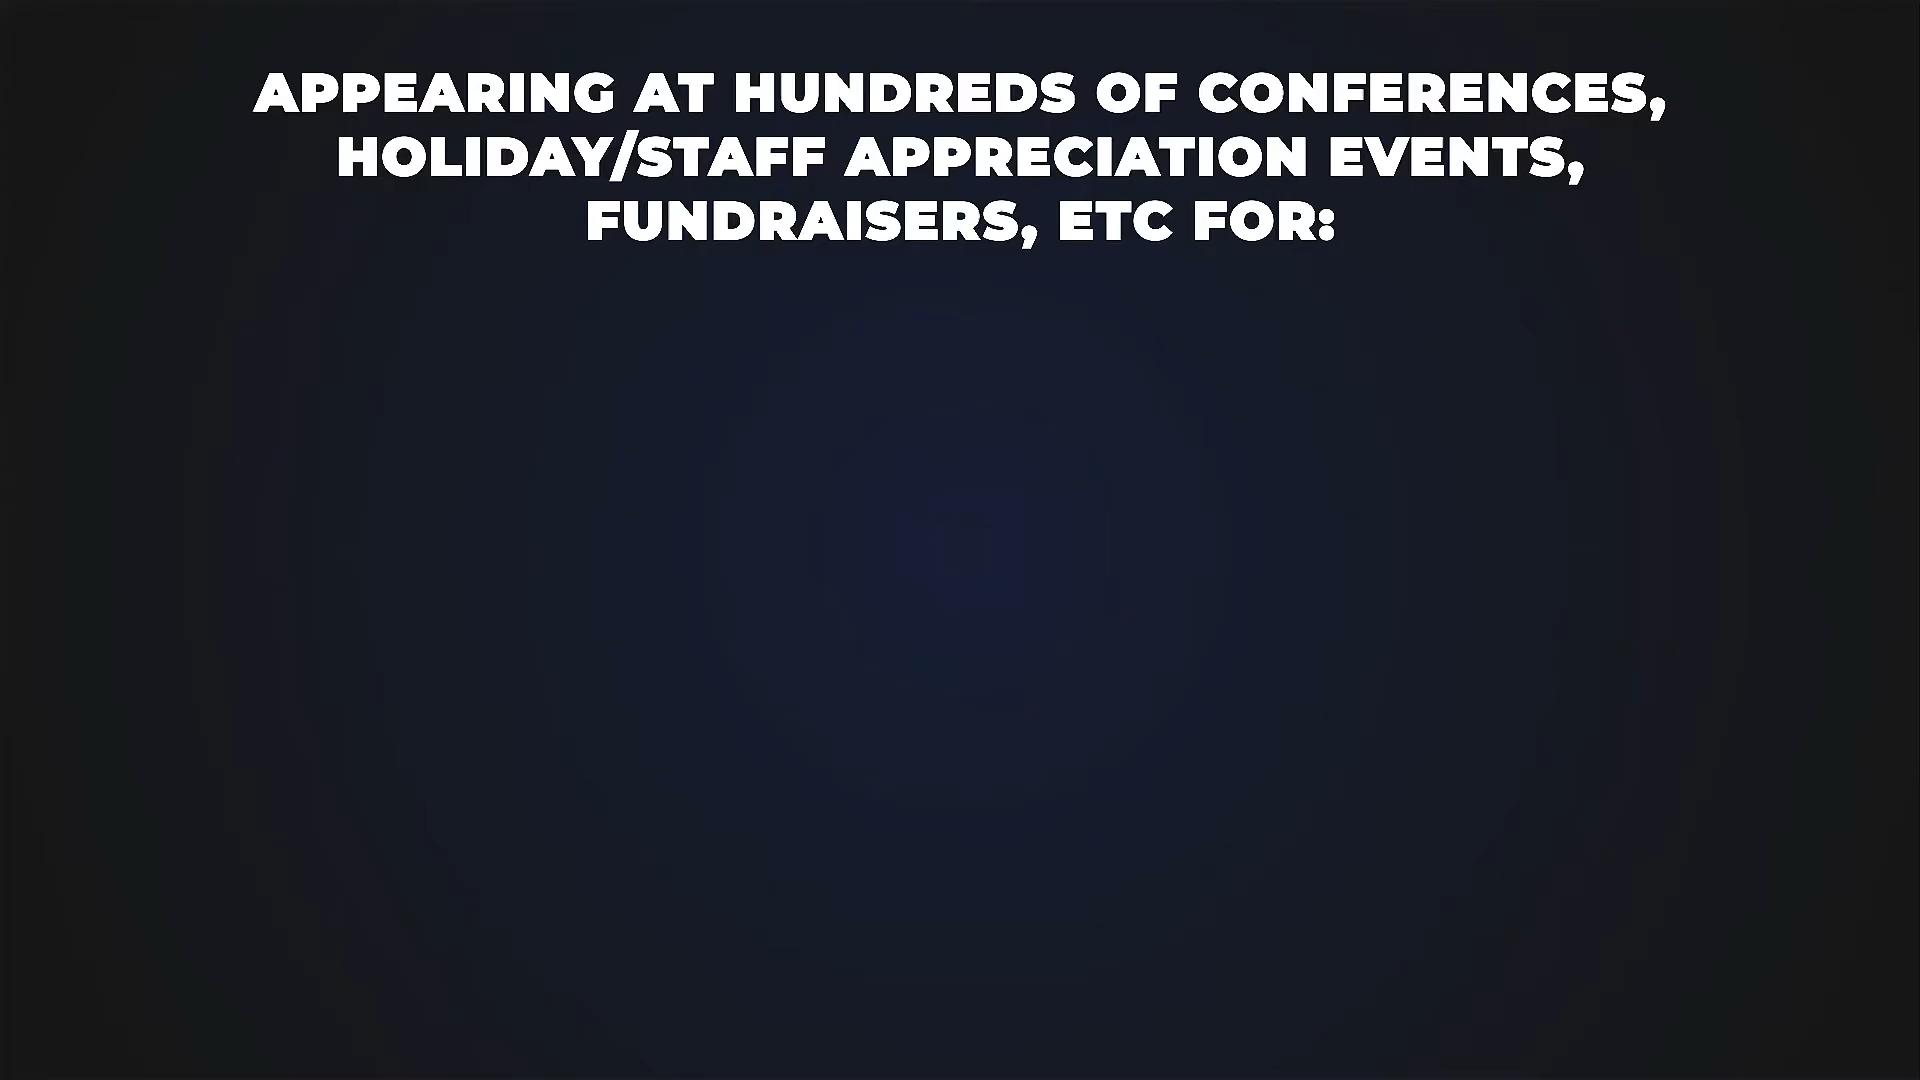 APPEARING AT HUNDREDS OF CONFERENCES,
HOLIDAY/STAFF APPRECIATION EVENTS,
FUNDRAISERS, ETC FOR: